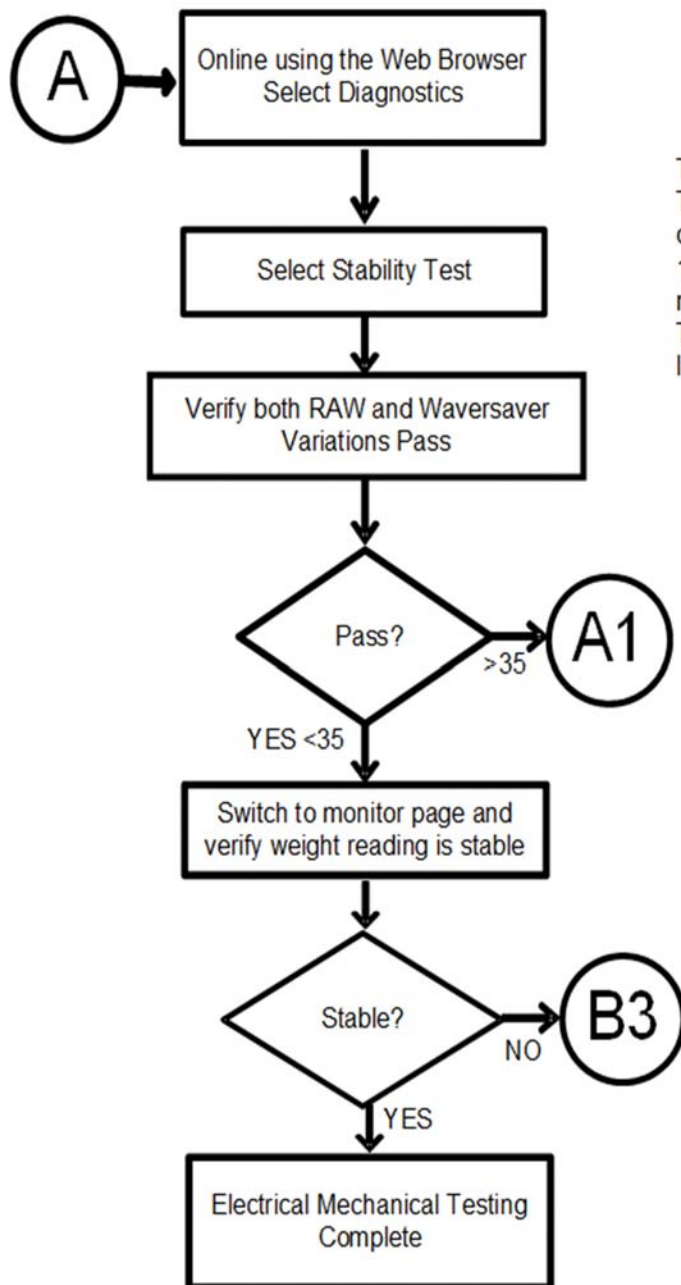 A
Online using the Web Browser
Select Diagnostics
Select Stability Test
Verify both RAW and Waversaver
Variations Pass
Pass?
>35
A1
YES <35
Switch to monitor page and
verify weight reading is stable
Stable?
NO
B3
YES
Electrical Mechanical Testing
Complete